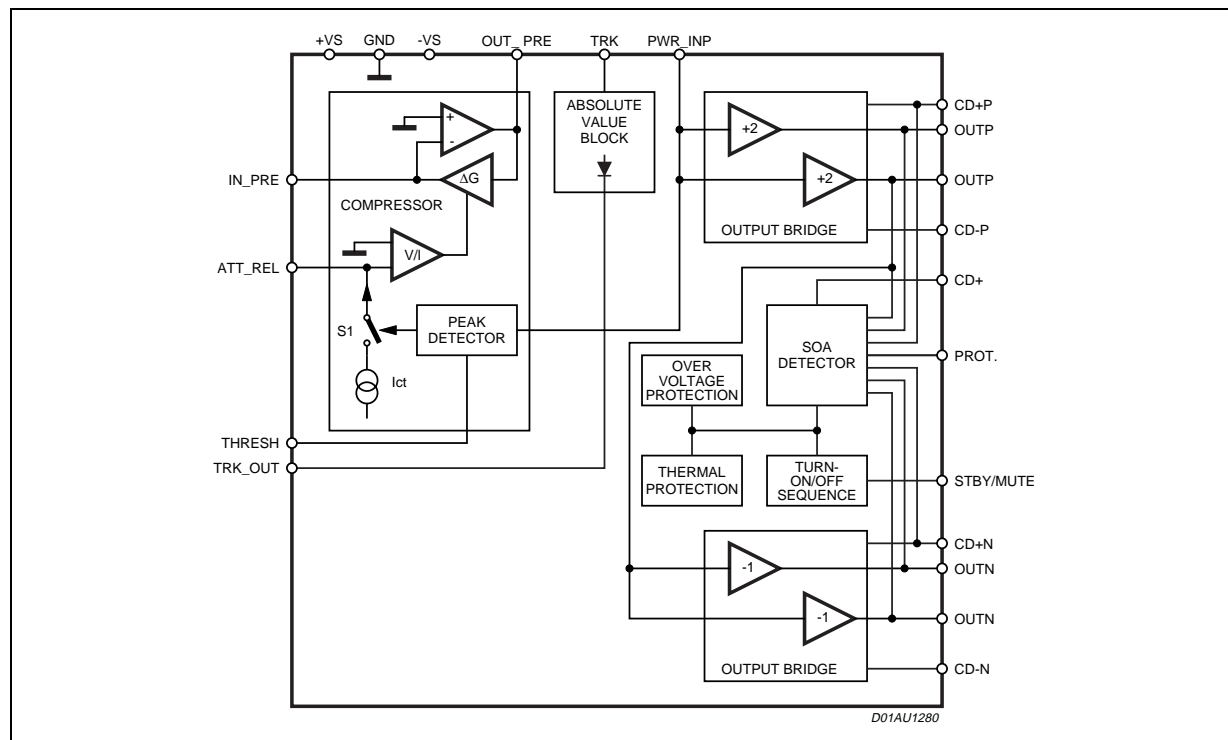 +VS GND -VS OUT_PRE TRK PWR_INP
ABSOLUTE
VALUE
BLOCK
+
-
ΔG
COMPRESSOR
V/I
IN_PRE
ATT_REL
S1
PEAK
DETECTOR
Ict
THRESH
TRK_OUT
+2
+2
OUTPUT BRIDGE
CD+P
OUTP
OUTP
CD-P
CD+
SOA
DETECTOR
PROT.
OVER
VOLTAGE
PROTECTION
THERMAL
PROTECTION
TURN-
ON/OFF
SEQUENCE
STBY/MUTE
-1
-1
OUTPUT BRIDGE
CD+N
OUTN
OUTN
CD-N
D01AU1280